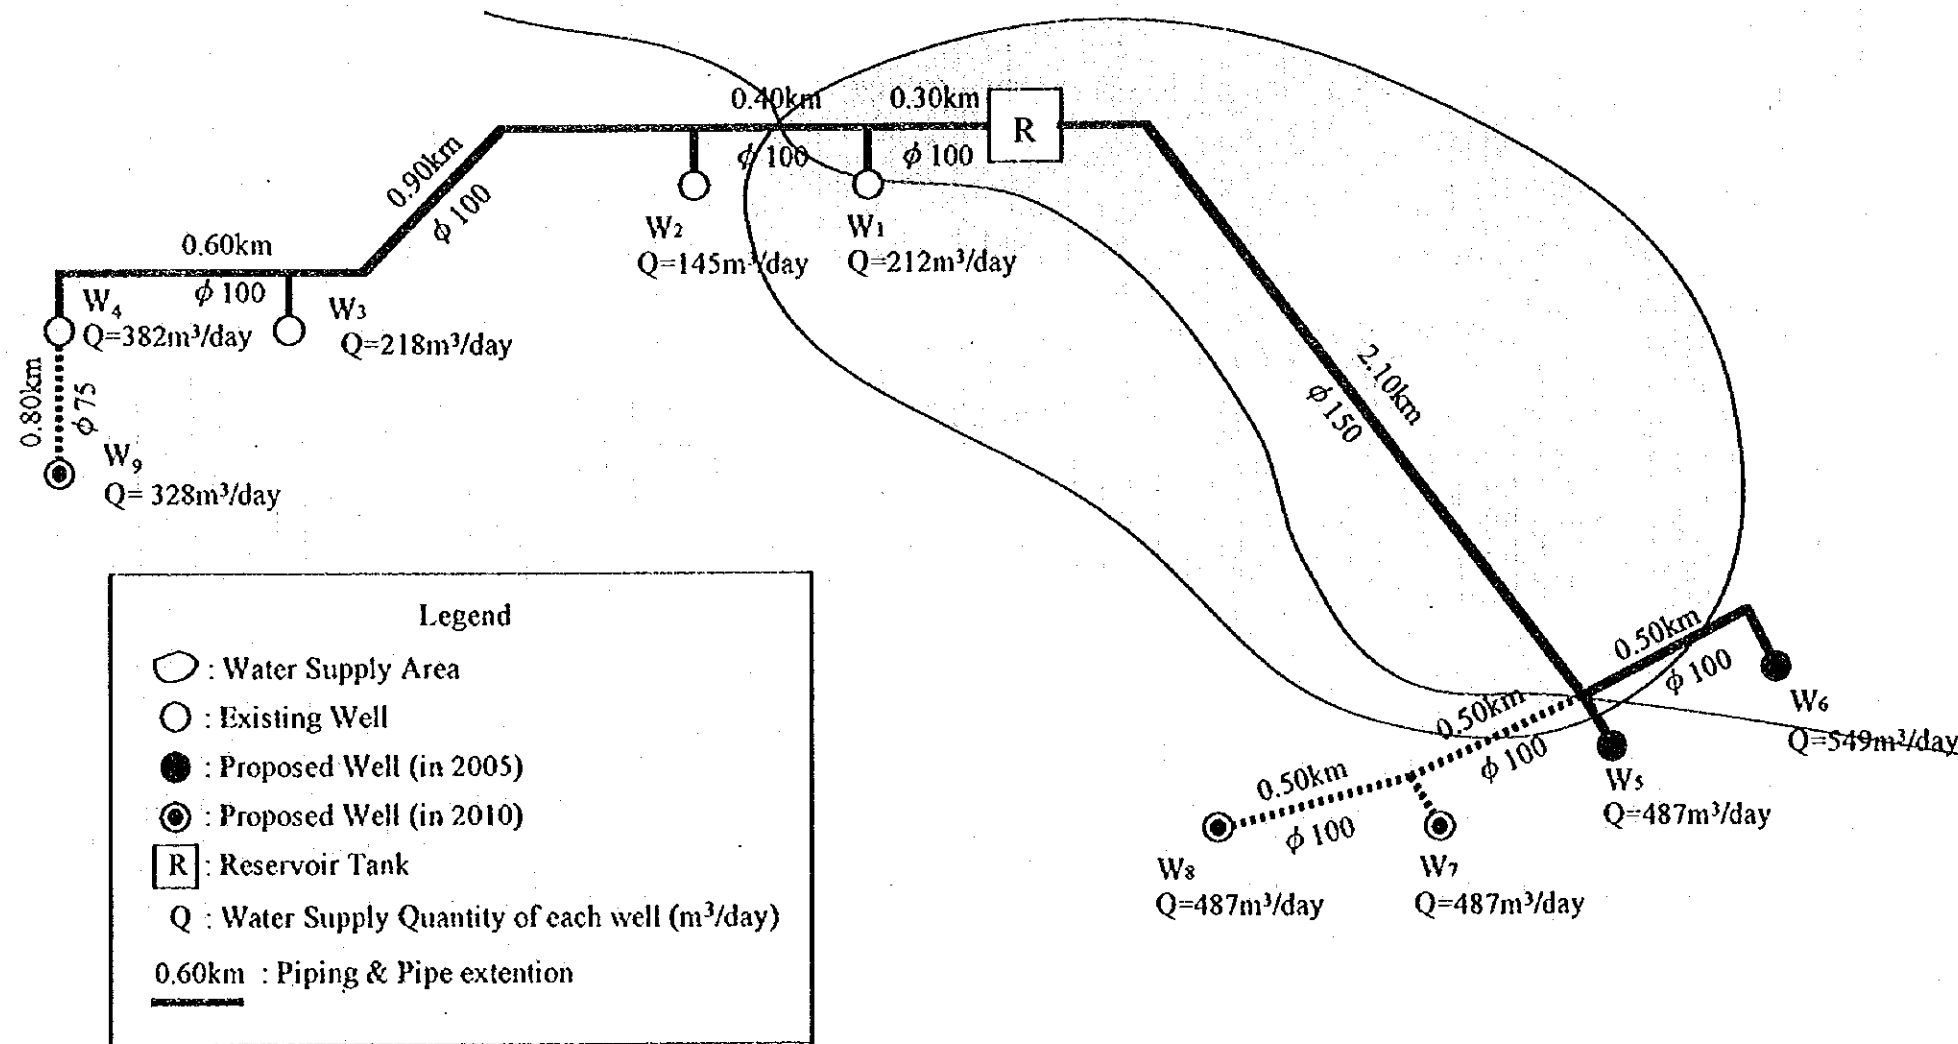 0.40km
0.30km
R
ϕ 100
ϕ 100
0.90km
ϕ 100
W2
Q=145m³/day
W1
Q=212m³/day
0.60km
ϕ 100
W4
Q=382m³/day
W3
Q=218m³/day
0.80km
ϕ 75
W9
Q= 328m³/day
2.10km
ϕ 150
0.50km
ϕ 100
W6
Q=549m³/day
0.50km
ϕ 100
W5
Q=487m³/day
0.50km
ϕ 100
W8
Q=487m³/day
W7
Q=487m³/day
Legend
: Water Supply Area
: Existing Well
: Proposed Well (in 2005)
: Proposed Well (in 2010)
R : Reservoir Tank
Q : Water Supply Quantity of each well (m³/day)
0.60km : Piping & Pipe extention